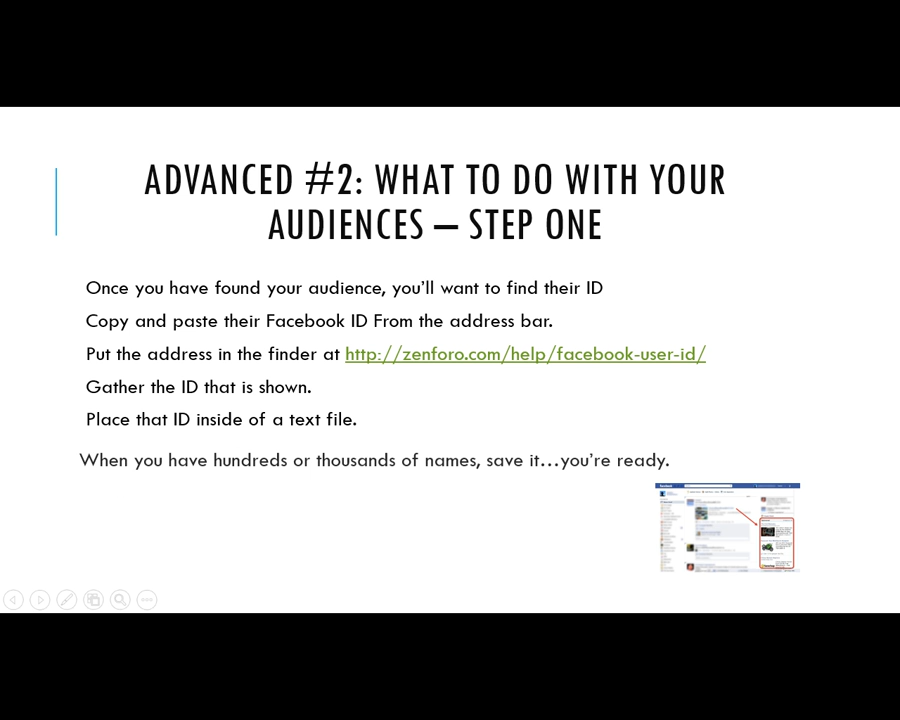 ADVANCED #2: WHAT TO DO WITH YOUR
AUDIENCES – STEP ONE
Once you have found your audience, you'll want to find their ID
Copy and paste their Facebook ID From the address bar.
Put the address in the finder at http://zenforo.com/help/facebook-user-id/
Gather the ID that is shown.
Place that ID inside of a text file.
When you have hundreds or thousands of names, save it...you're ready.